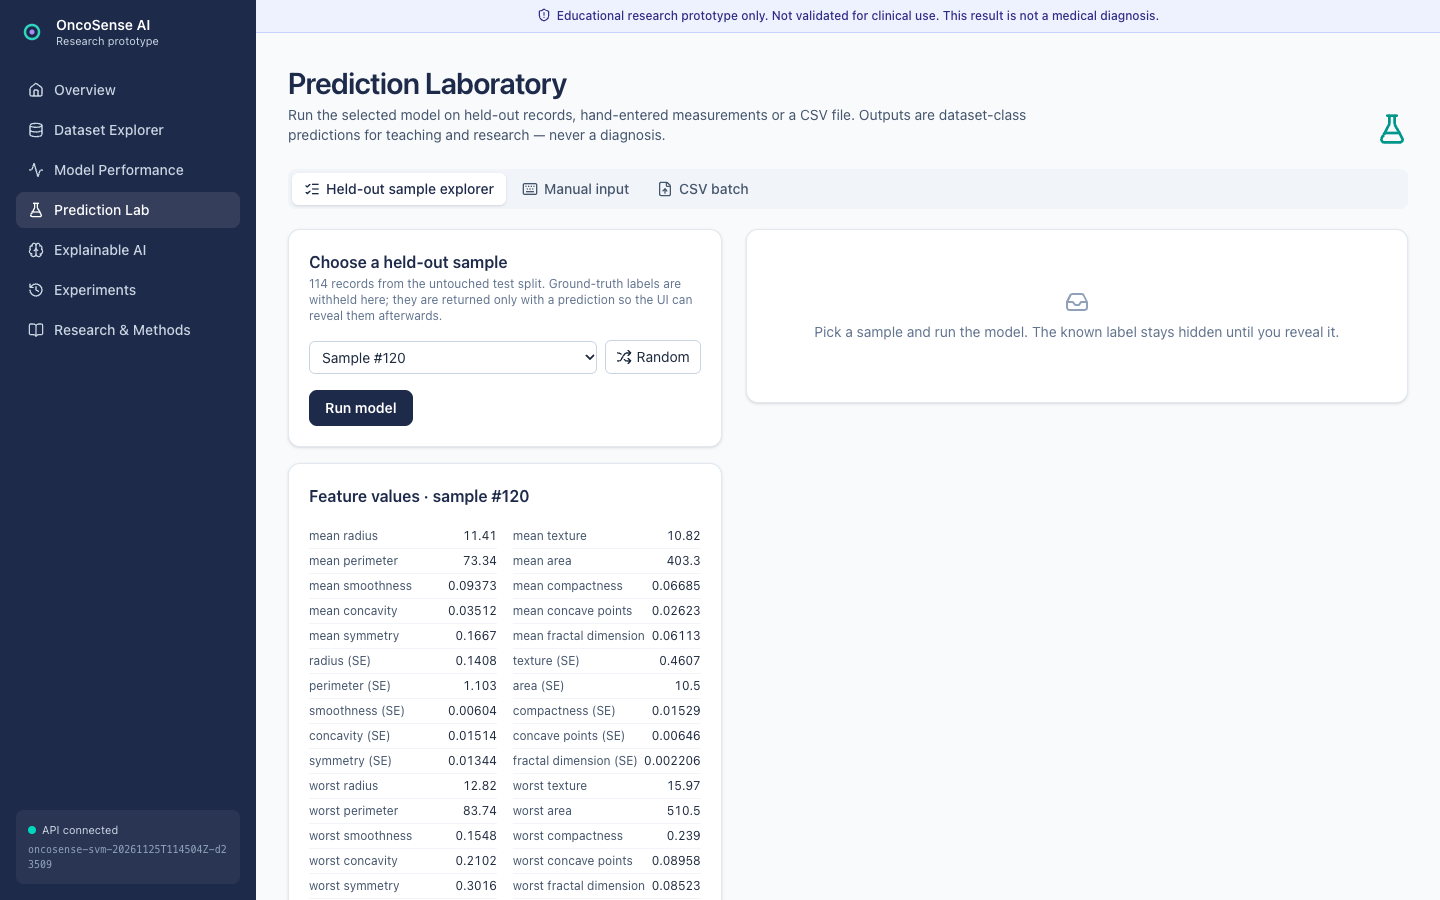 OncoSense AI
Research prototype
Overview
Dataset Explorer
Model Performance
Prediction Lab
Explainable AI
Experiments
Research & Methods
API connected
oncosense-svm-20261125T114504Z-d2
3509
Educational research prototype only. Not validated for clinical use. This result is not a medical diagnosis.
Prediction Laboratory
Run the selected model on held-out records, hand-entered measurements or a CSV file. Outputs are dataset-class
predictions for teaching and research — never a diagnosis.
Held-out sample explorer
Manual input
CSV batch
Choose a held-out sample
114 records from the untouched test split. Ground-truth labels are
withheld here; they are returned only with a prediction so the UI can
reveal them afterwards.
Sample #120
Random
Run model
Pick a sample and run the model. The known label stays hidden until you reveal it.
Feature values · sample #120
mean radius 11.41 mean texture 10.82
mean perimeter 73.34 mean area 403.3
mean smoothness 0.09373 mean compactness 0.06685
mean concavity 0.03512 mean concave points 0.02623
mean symmetry 0.1667 mean fractal dimension 0.06113
radius (SE) 0.1408 texture (SE) 0.4607
perimeter (SE) 1.103 area (SE) 10.5
smoothness (SE) 0.00604 compactness (SE) 0.01529
concavity (SE) 0.01514 concave points (SE) 0.00646
symmetry (SE) 0.01344 fractal dimension (SE) 0.002206
worst radius 12.82 worst texture 15.97
worst perimeter 83.74 worst area 510.5
worst smoothness 0.1548 worst compactness 0.239
worst concavity 0.2102 worst concave points 0.08958
worst symmetry 0.3016 worst fractal dimension 0.08523